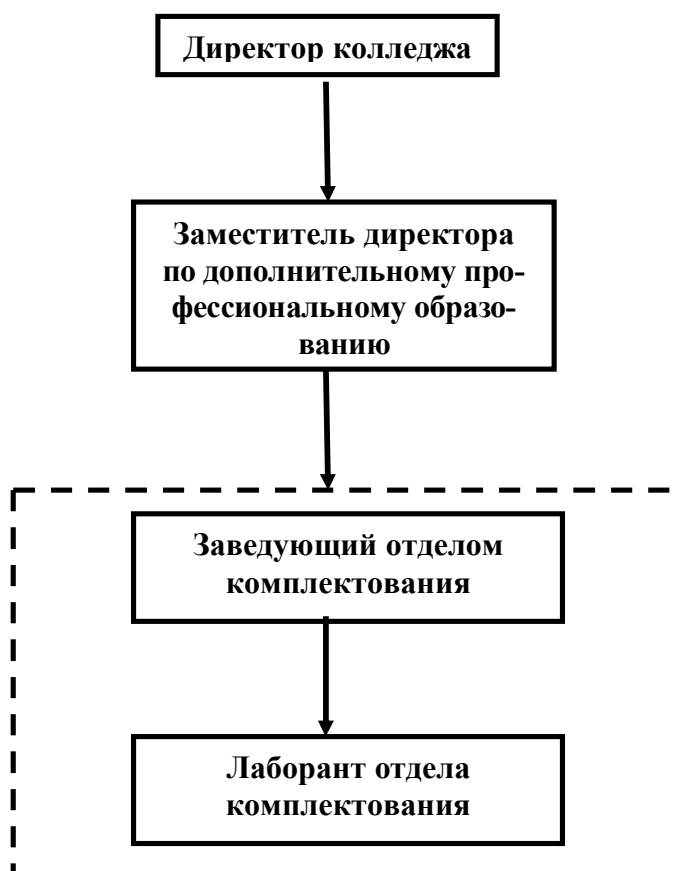 Директор колледжа
Заместитель директора
по дополнительному про-
фессиональному образо-
ванию
Заведующий отделом
комплектования
Лаборант отдела
комплектования